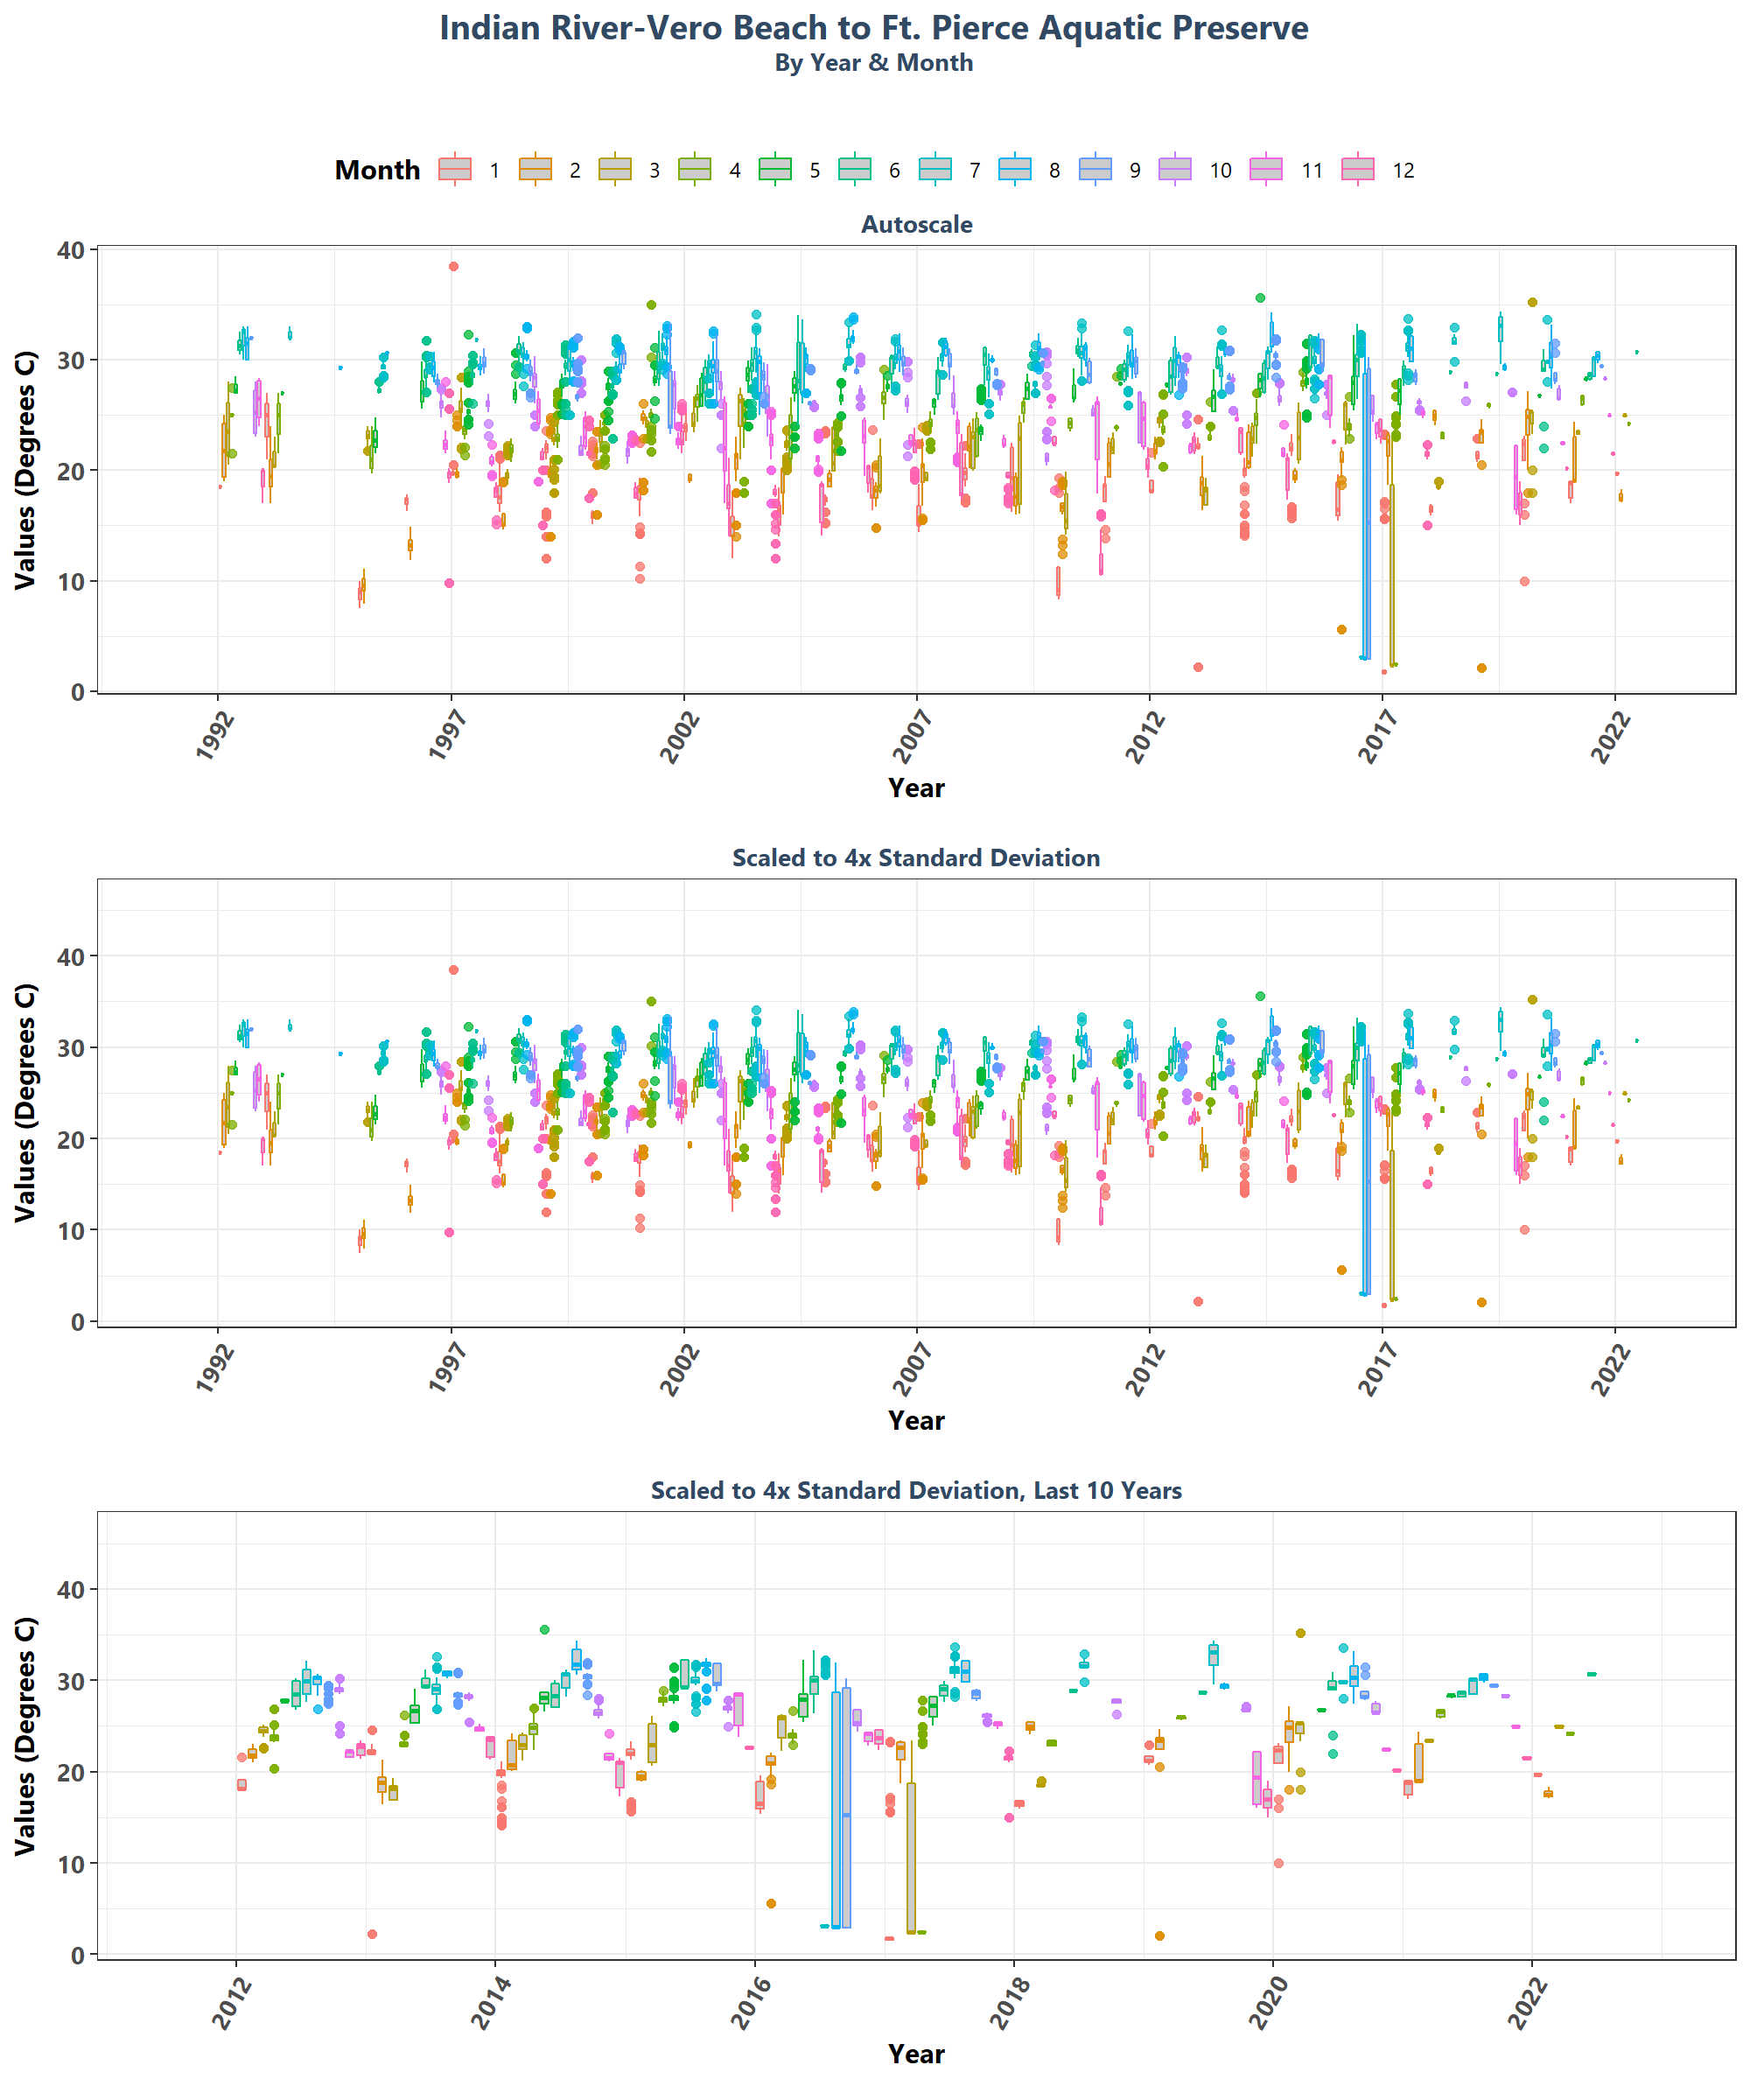 Indian River-Vero Beach to Ft. Pierce Aquatic Preserve
By Year & Month
Month 1 2 3 4 5 6 7 8 9 10 11 12
Autoscale
Values (Degrees C)
40
30
20
10
0
1992 1997 2002 2007 2012 2017 2022
Year
Scaled to 4x Standard Deviation
Values (Degrees C)
40
30
20
10
0
1992 1997 2002 2007 2012 2017 2022
Year
Scaled to 4x Standard Deviation, Last 10 Years
Values (Degrees C)
40
30
20
10
0
2012 2014 2016 2018 2020 2022
Year